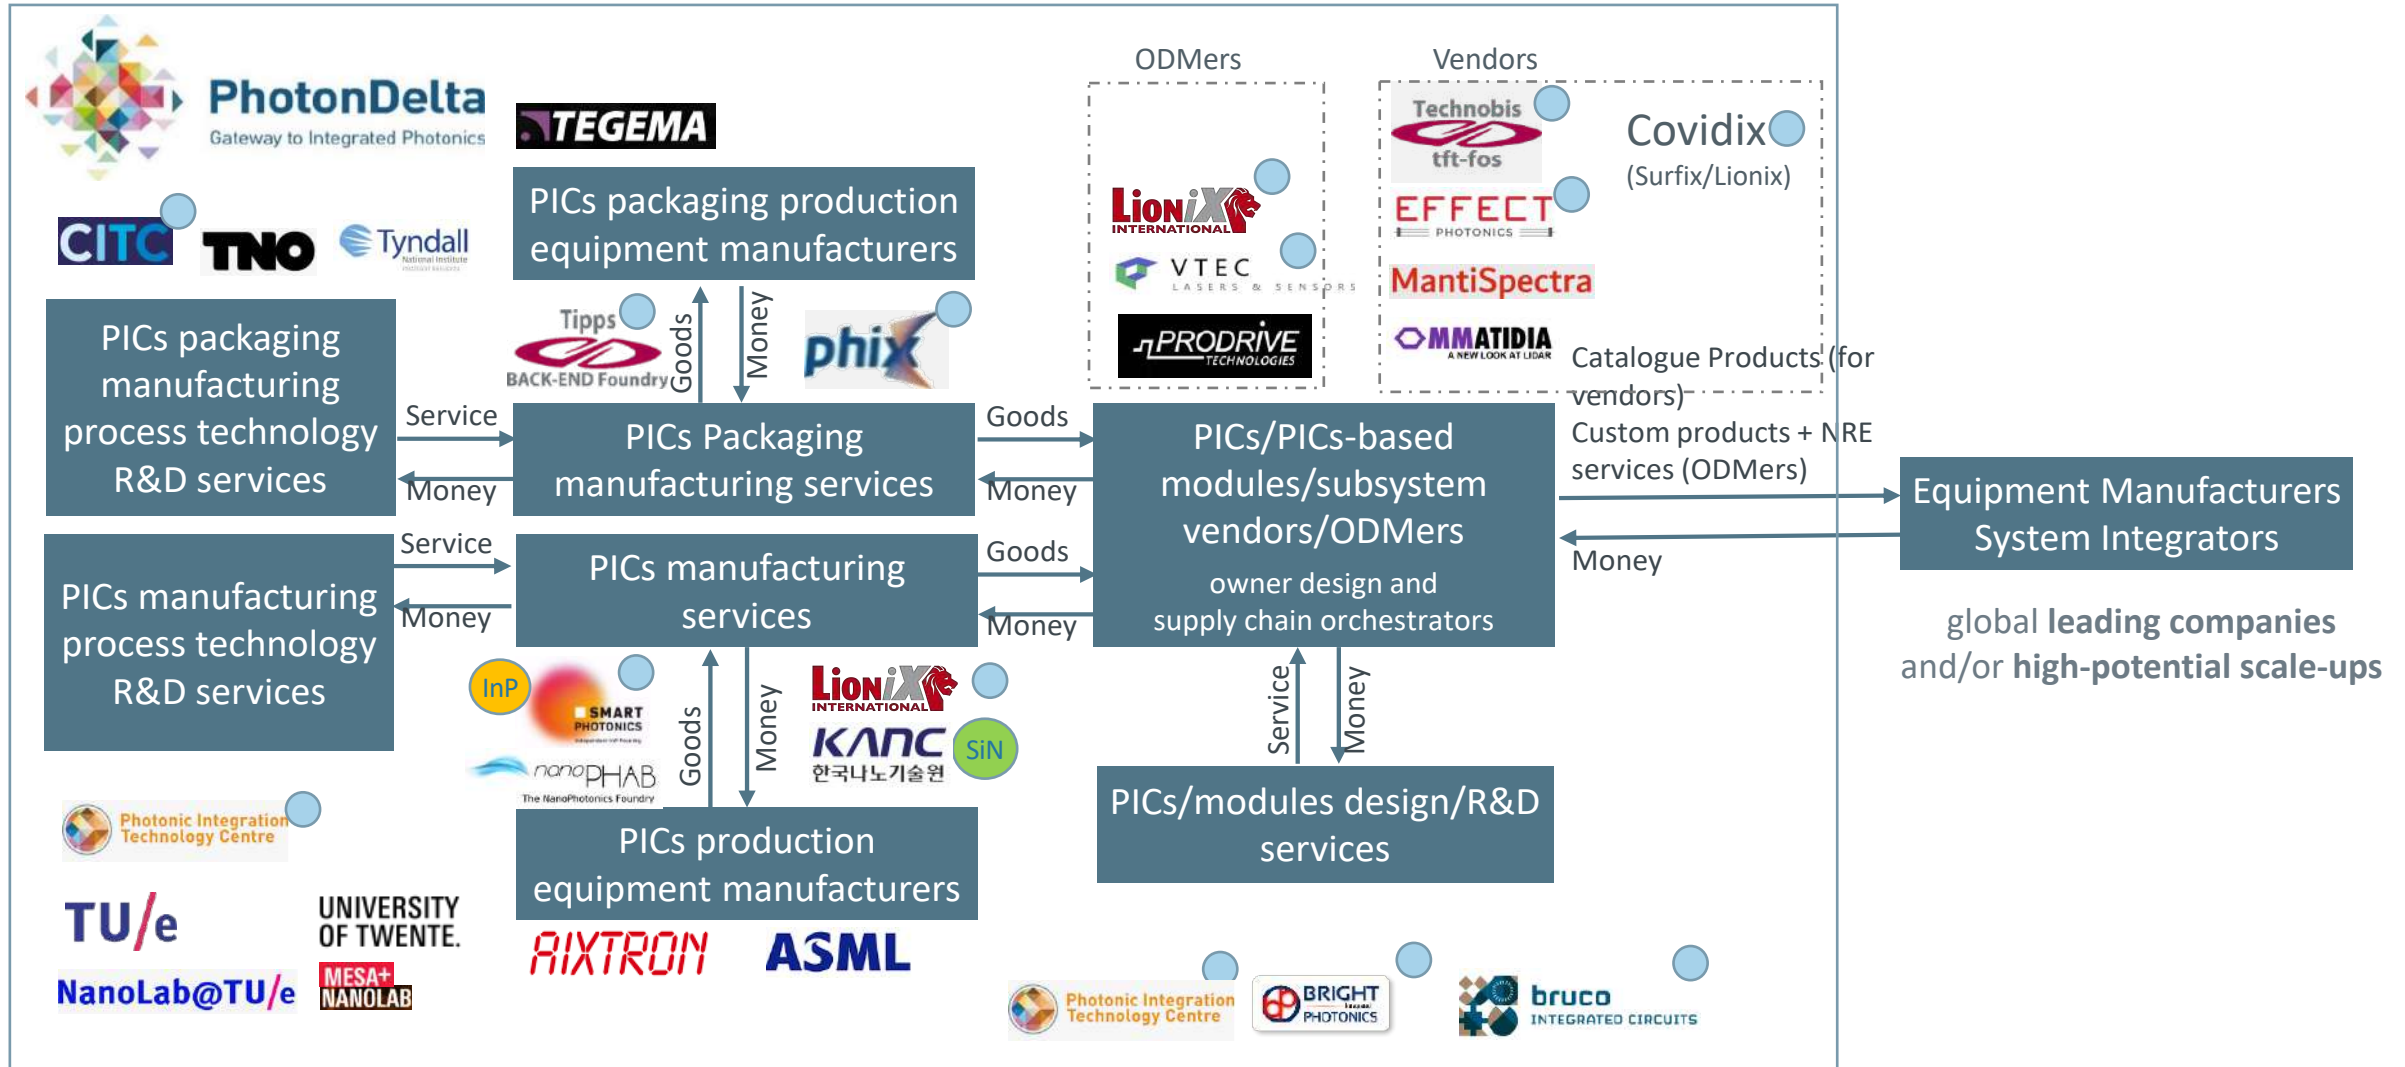 PhotonDelta
Gateway to Integrated Photonics
CITC
TNO
Tyndall
National Institute
TEGEMA
PICs packaging production
equipment manufacturers
ODMers
LioniX
INTERNATIONAL
VTEC
LASERS & SENSORS
PRODRIVE
TECHNOLOGIES
Vendors
Technobis
tft-fos
Covidix
(Surfix/Lionix)
EFFECT
PHOTONICS
MantiSpectra
OMMATIDIA
A NEW LOOK AT LIDAR
Tipps
BACK-END Foundry
Goods
Money
phix
PICs packaging
manufacturing
process technology
R&D services
Service
Money
PICs Packaging
manufacturing services
Goods
Money
PICs/PICs-based
modules/subsystem
vendors/ODMers
owner design and
supply chain orchestrators
Catalogue Products (for
vendors)
Custom products + NRE
services (ODMers)
Money
Equipment Manufacturers
System Integrators
global leading companies
and/or high-potential scale-ups
PICs manufacturing
process technology
R&D services
Service
Money
PICs manufacturing
services
Goods
Money
InP
SMART
PHOTONICS
nanoPHAB
The NanoPhotonics Foundry
Goods
Money
LioniX
INTERNATIONAL
KANC
한국나노기술원
SiN
Service
Money
PICs/modules design/R&D
services
PICs production
equipment manufacturers
AIXTRON
ASML
Photonic Integration
Technology Centre
TU/e
UNIVERSITY
OF TWENTE.
NanoLab@TU/e
MESA+
NANOLAB
Photonic Integration
Technology Centre
BRIGHT
PHOTONICS
bruco
INTEGRATED CIRCUITS